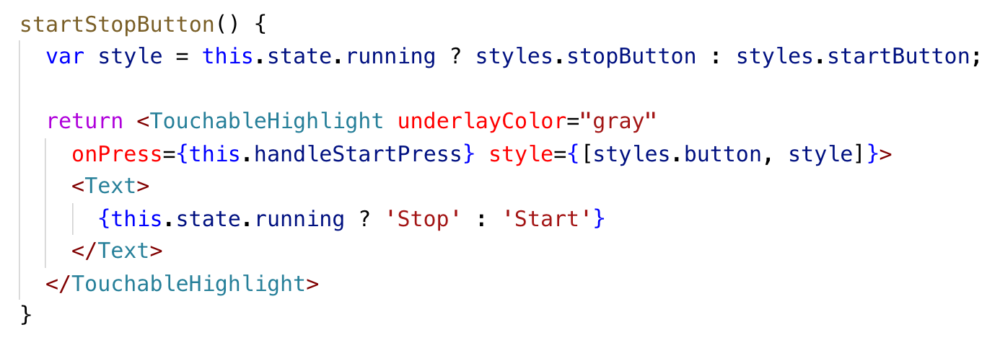 startStopButton() {
  var style = this.state.running ? styles.stopButton : styles.startButton;

  return <TouchableHighlight underlayColor="gray"
    onPress={this.handleStartPress} style={[styles.button, style]}>
    <Text>
      {this.state.running ? 'Stop' : 'Start'}
    </Text>
  </TouchableHighlight>
}